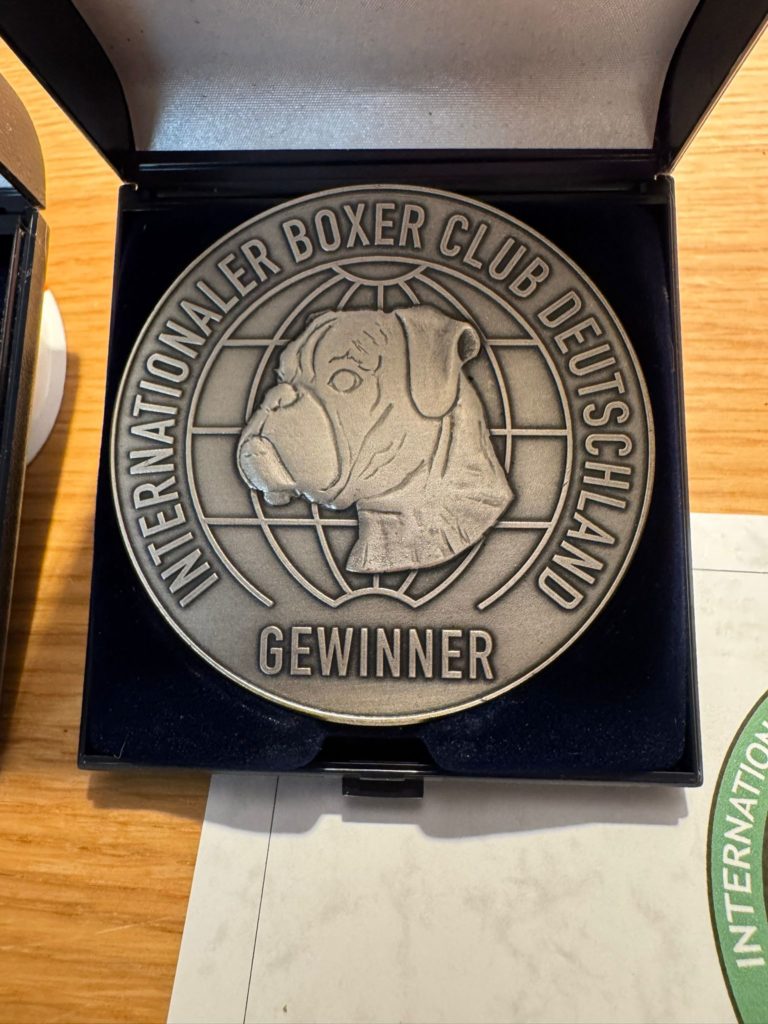 INTERNATIONALER BOXER CLUB DEUTSCHLAND
GEWINNER
INTERNATION